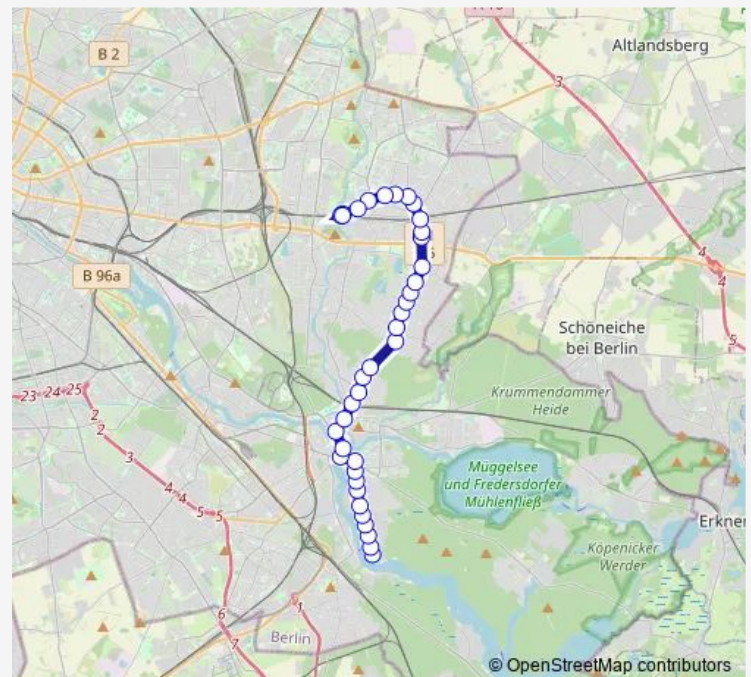 B 2
Altlandsberg
3
B 96a
4
4
5
Schöneiche
bei Berlin
23 24 25
2
2
3
4
4
5
5
Krummendammer
Heide
Müggelsee
und Fredersdorfer
Mühlenfließ
Erkner
Köpenicker
Werder
6
7
1
Berlin
© OpenStreetMap contributors